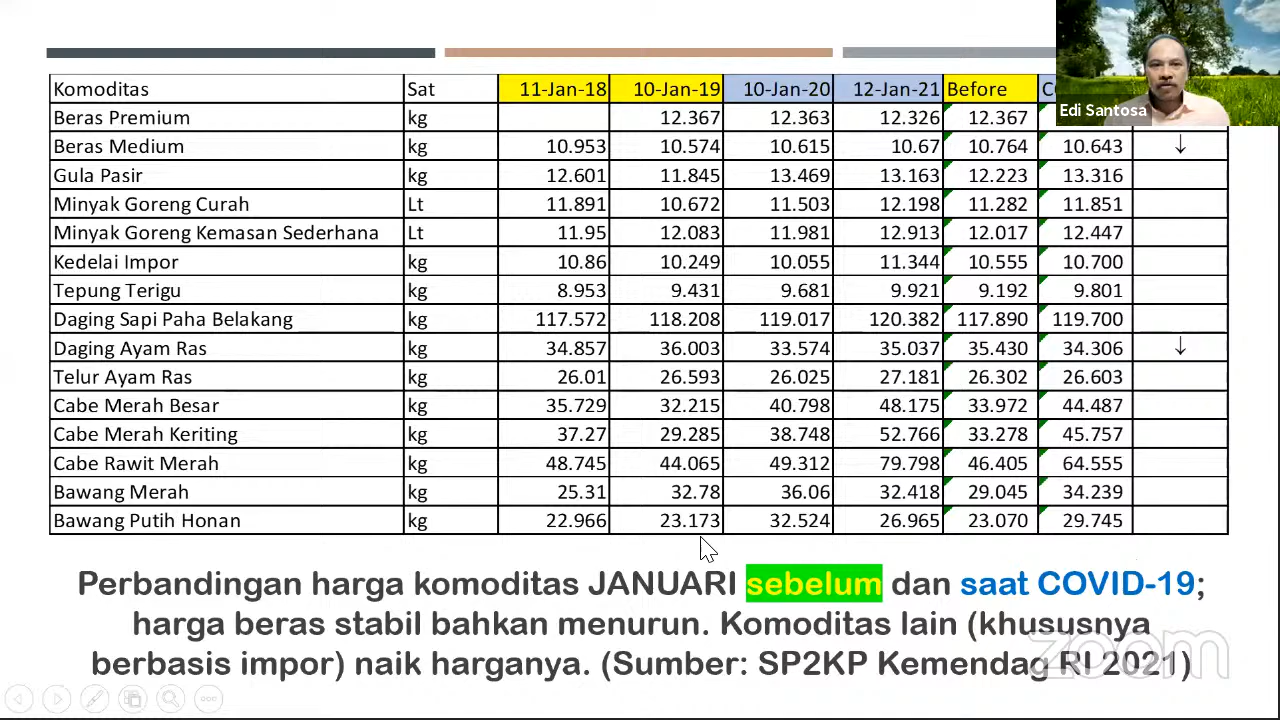 Komoditas Sat 11-Jan-18 10-Jan-19 10-Jan-20 12-Jan-21 Before
Edi Santosa
Beras Premium kg 12.367 12.363 12.326 12.367
Beras Medium kg 10.953 10.574 10.615 10.67 10.764 10.643 ↓
Gula Pasir kg 12.601 11.845 13.469 13.163 12.223 13.316
Minyak Goreng Curah Lt 11.891 10.672 11.503 12.198 11.282 11.851
Minyak Goreng Kemasan Sederhana Lt 11.95 12.083 11.981 12.913 12.017 12.447
Kedelai Impor kg 10.86 10.249 10.055 11.344 10.555 10.700
Tepung Terigu kg 8.953 9.431 9.681 9.921 9.192 9.801
Daging Sapi Paha Belakang kg 117.572 118.208 119.017 120.382 117.890 119.700
Daging Ayam Ras kg 34.857 36.003 33.574 35.037 35.430 34.306 ↓
Telur Ayam Ras kg 26.01 26.593 26.025 27.181 26.302 26.603
Cabe Merah Besar kg 35.729 32.215 40.798 48.175 33.972 44.487
Cabe Merah Keriting kg 37.27 29.285 38.748 52.766 33.278 45.757
Cabe Rawit Merah kg 48.745 44.065 49.312 79.798 46.405 64.555
Bawang Merah kg 25.31 32.78 36.06 32.418 29.045 34.239
Bawang Putih Honan kg 22.966 23.173 32.524 26.965 23.070 29.745
Perbandingan harga komoditas JANUARI sebelum dan saat COVID-19;
harga beras stabil bahkan menurun. Komoditas lain (khususnya
berbasis impor) naik harganya. (Sumber: SP2KP Kemendag RI 2021)
zoom